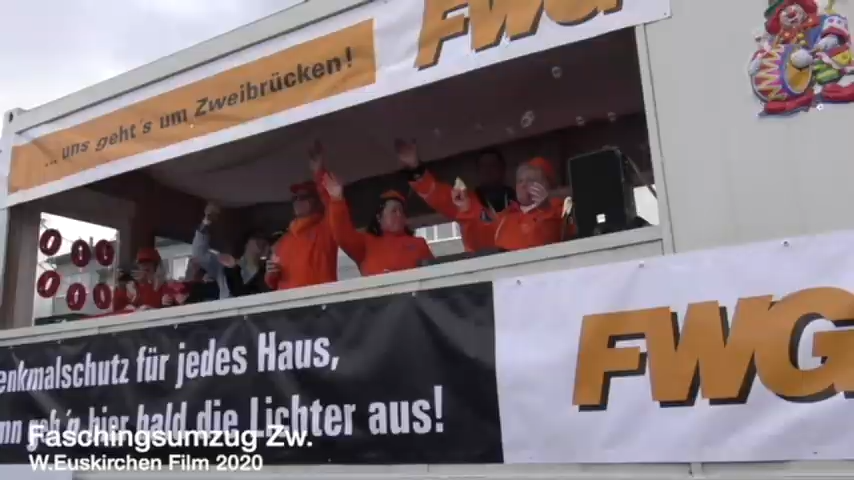 FWG
... uns geht's um Zweibrücken!
enkmalschutz für jedes Haus,
nn geh'n hier bald die Lichter aus!
FWG
Faschingsumzug Zw.
W.Euskirchen Film 2020